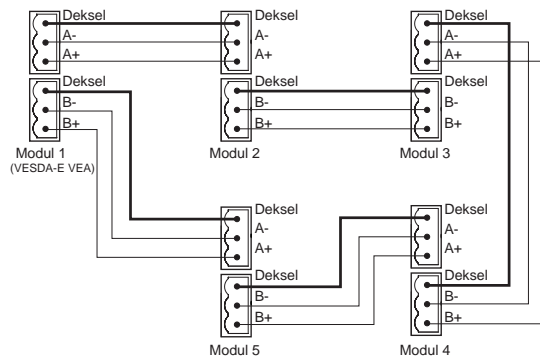 Deksel Deksel Deksel
A- A- A-
A+ A+ A+
Deksel Deksel Deksel
B- B- B-
B+ B+ B+
Modul 1 Modul 2 Modul 3
(VESDA-E VEA)
Deksel Deksel
A- A-
A+ A+
Deksel Deksel
B- B-
B+ B+
Modul 5 Modul 4